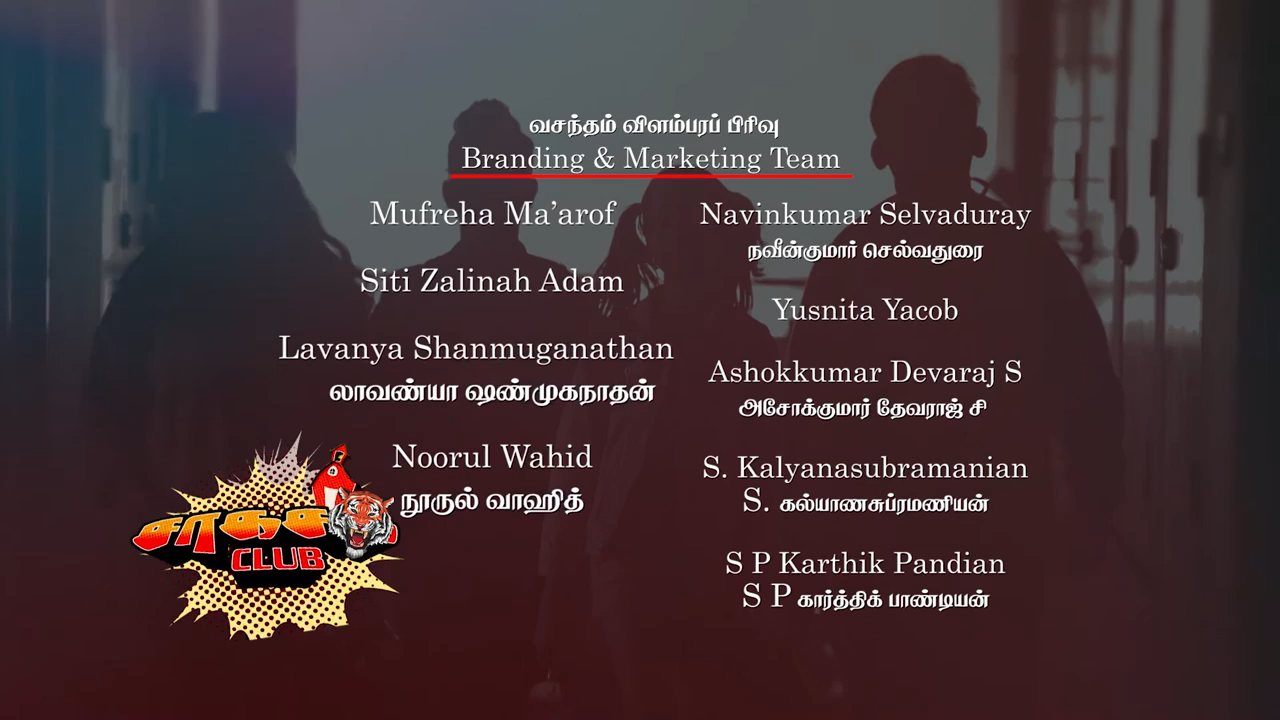 வசந்தம் விளம்பரப் பிரிவு
Branding & Marketing Team
Mufreha Ma'arof
Siti Zalinah Adam
Lavanya Shanmuganathan
லாவண்யா ஷண்முகநாதன்
Noorul Wahid
நூருல் வாஹித்
Navinkumar Selvaduray
நவீன்குமார் செல்வதுரை
Yusnita Yacob
Ashokkumar Devaraj S
அசோக்குமார் தேவராஜ் சி
S. Kalyanasubramanian
S. கல்யாணசுப்ரமணியன்
S P Karthik Pandian
S P கார்த்திக் பாண்டியன்
CLUB